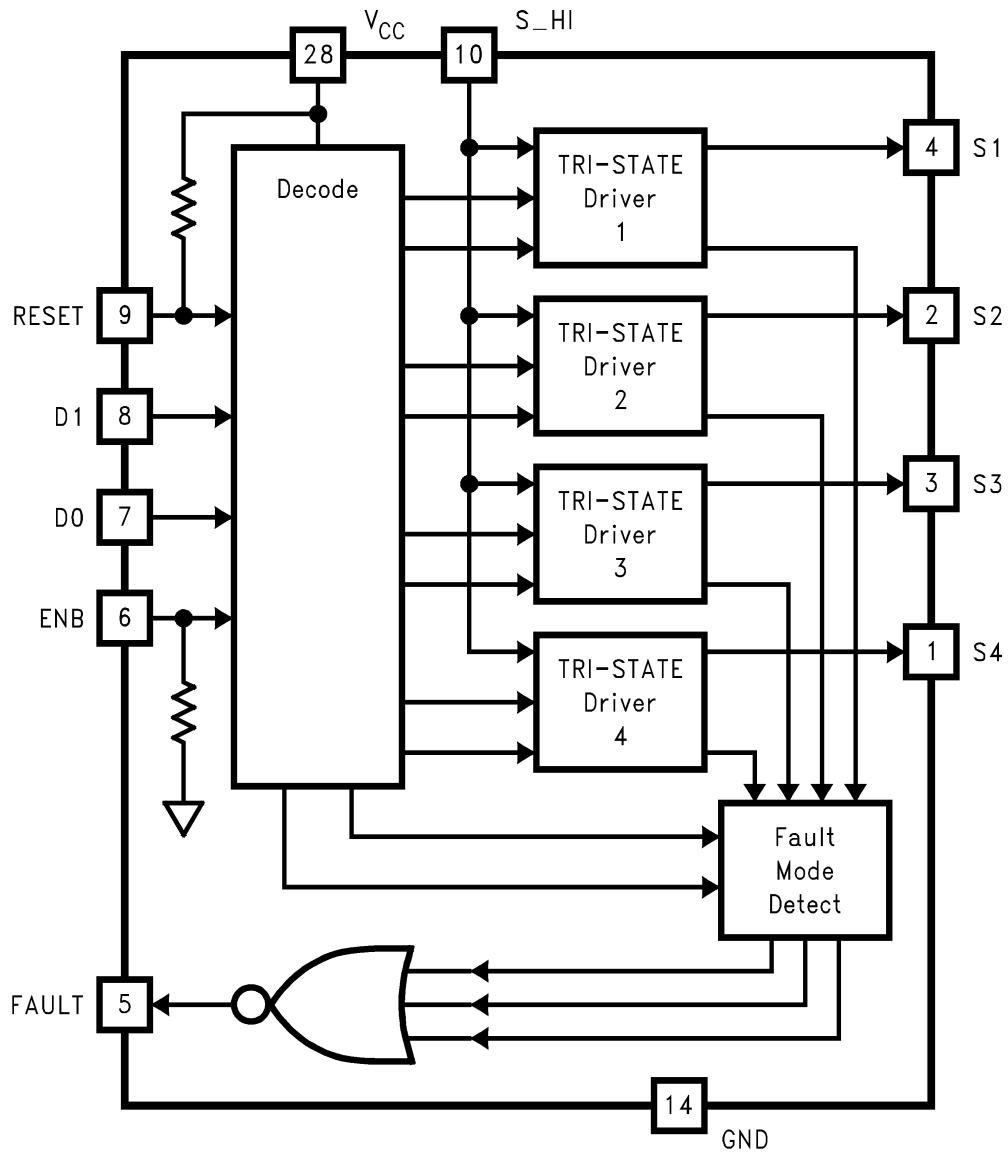 V_CC
S_HI
28
10
TRI-STATE
Driver
1
4
S1
Decode
RESET
9
TRI-STATE
Driver
2
2
S2
D1
8
D0
7
TRI-STATE
Driver
3
3
S3
ENB
6
TRI-STATE
Driver
4
1
S4
Fault
Mode
Detect
FAULT
5
14
GND